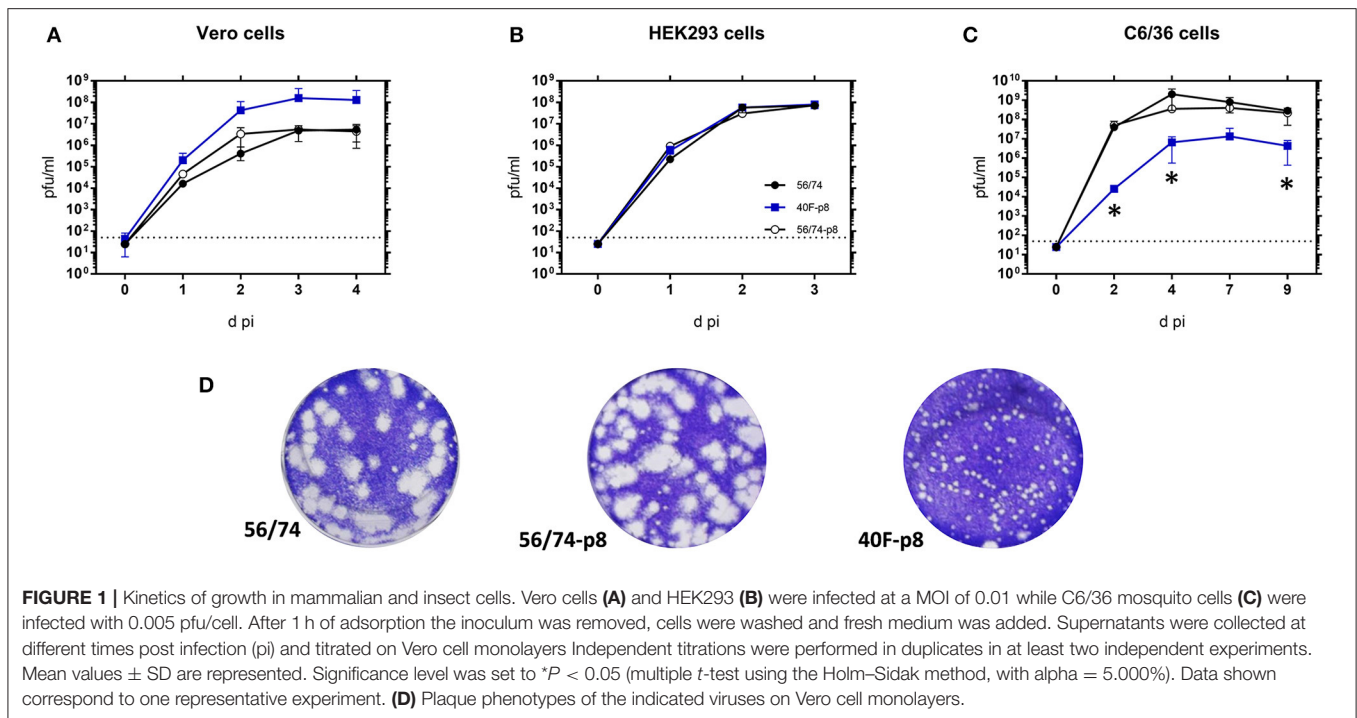 A Vero cells
B HEK293 cells
C C6/36 cells
10⁹
10⁸
10⁷
10⁶
10⁵
10⁴
10³
10²
10¹
10⁰
pfu/ml
0 1 2 3 4
d pi
10⁹
10⁸
10⁷
10⁶
10⁵
10⁴
10³
10²
10¹
10⁰
pfu/ml
56/74
40F-p8
56/74-p8
0 1 2 3
d pi
10¹⁰
10⁹
10⁸
10⁷
10⁶
10⁵
10⁴
10³
10²
10¹
10⁰
pfu/ml
* * *
0 2 4 7 9
d pi
D
56/74
56/74-p8
40F-p8
FIGURE 1 | Kinetics of growth in mammalian and insect cells. Vero cells (A) and HEK293 (B) were infected at a MOI of 0.01 while C6/36 mosquito cells (C) were
infected with 0.005 pfu/cell. After 1 h of adsorption the inoculum was removed, cells were washed and fresh medium was added. Supernatants were collected at
different times post infection (pi) and titrated on Vero cell monolayers Independent titrations were performed in duplicates in at least two independent experiments.
Mean values ± SD are represented. Significance level was set to *P < 0.05 (multiple t-test using the Holm–Sidak method, with alpha = 5.000%). Data shown
correspond to one representative experiment. (D) Plaque phenotypes of the indicated viruses on Vero cell monolayers.